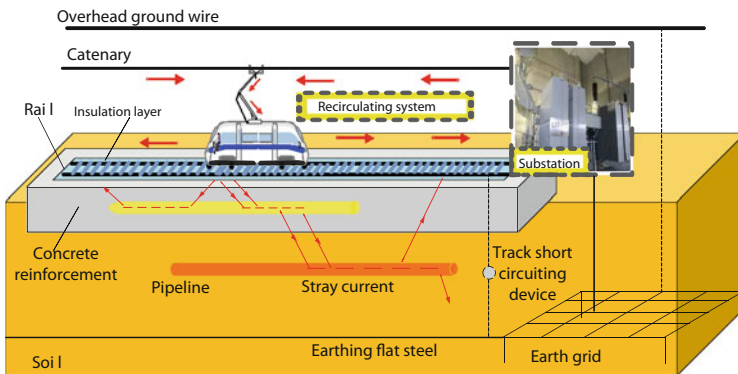 Overhead ground wire
Catenary
Recirculating system
Rai l
Insulation layer
Substation
Concrete
reinforcement
Pipeline
Stray current
Track short
circuiting
device
Earthing flat steel
Earth grid
Soi l